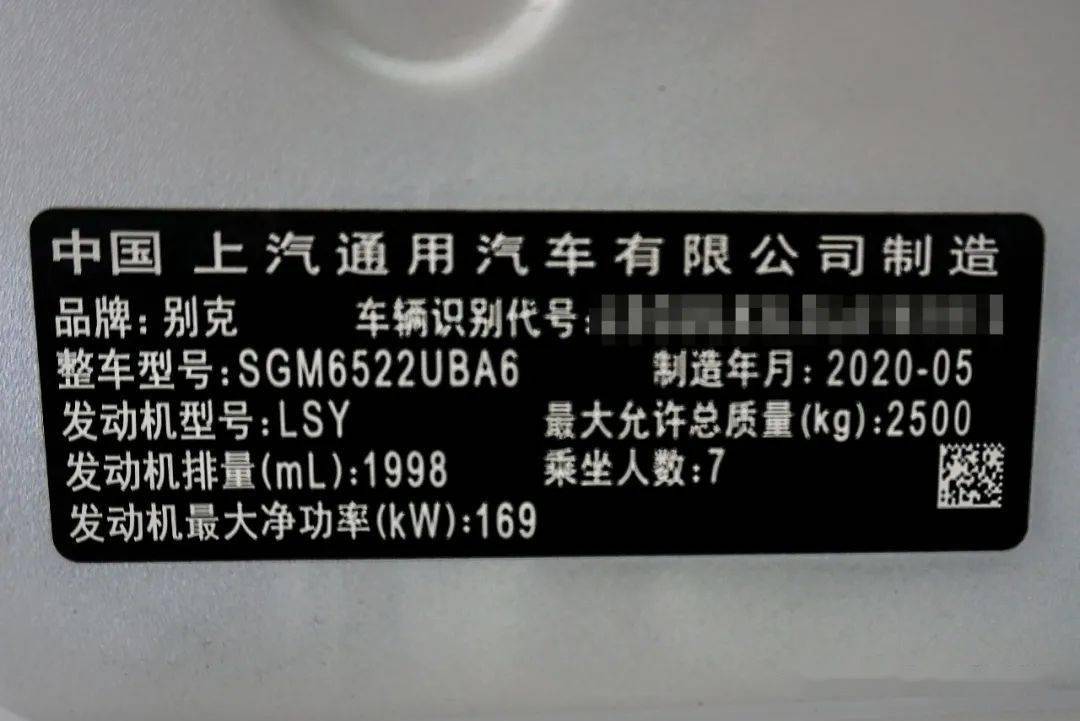 中国 上汽通用汽车有限公司制造
品牌:别克 车辆识别代号:
整车型号:SGM6522UBA6 制造年月:2020-05
发动机型号:LSY 最大允许总质量(kg):2500
发动机排量(mL):1998 乘坐人数:7
发动机最大净功率(kW):169